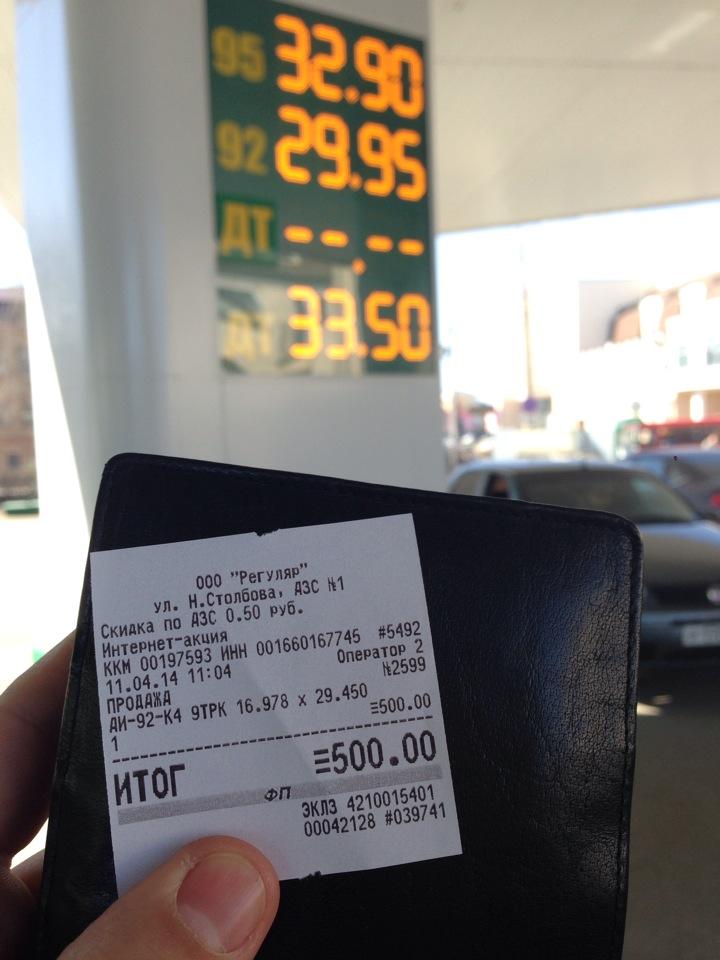 95 32.90
92 29.95
ДТ --.--
ДТ 33.50
ООО "Регуляр"
ул. Н.Столбова, АЗС №1
Скидка по АЗС 0.50 руб.
Интернет-акция
ККМ 00197593 ИНН 001660167745 #5492
11.04.14 11:04 Оператор 2
ПРОДАЖА №2599
АИ-92-К4 9ТРК 16.978 x 29.450
1 ≡500.00
ИТОГ ≡500.00
ФП
ЭКЛЗ 4210015401
00042128 #039741